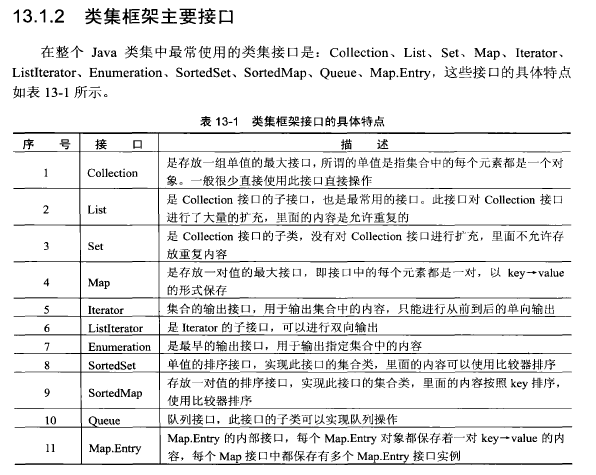 13.1.2 类集框架主要接口
在整个 Java 类集中最常使用的类集接口是：Collection、List、Set、Map、Iterator、
ListIterator、Enumeration、SortedSet、SortedMap、Queue、Map.Entry，这些接口的具体特点
如表 13-1 所示。
表 13-1 类集框架接口的具体特点
序 号 接 口 描 述
1 Collection 是存放一组单值的最大接口，所谓的单值是指集合中的每个元素都是一个对
象。一般很少直接使用此接口直接操作
2 List 是 Collection 接口的子接口，也是最常用的接口。此接口对 Collection 接口
进行了大量的扩充，里面的内容是允许重复的
3 Set 是 Collection 接口的子类，没有对 Collection 接口进行扩充，里面不允许存
放重复内容
4 Map 是存放一对值的最大接口，即接口中的每个元素都是一对，以 key→value
的形式保存
5 Iterator 集合的输出接口，用于输出集合中的内容，只能进行从前到后的单向输出
6 ListIterator 是 Iterator 的子接口，可以进行双向输出
7 Enumeration 是最早的输出接口，用于输出指定集合中的内容
8 SortedSet 单值的排序接口，实现此接口的集合类，里面的内容可以使用比较器排序
9 SortedMap 存放一对值的排序接口，实现此接口的集合类，里面的内容按照 key 排序，
使用比较器排序
10 Queue 队列接口，此接口的子类可以实现队列操作
11 Map.Entry Map.Entry 的内部接口，每个 Map.Entry 对象都保存着一对 key→value 的内
容，每个 Map 接口中都保存有多个 Map.Entry 接口实例